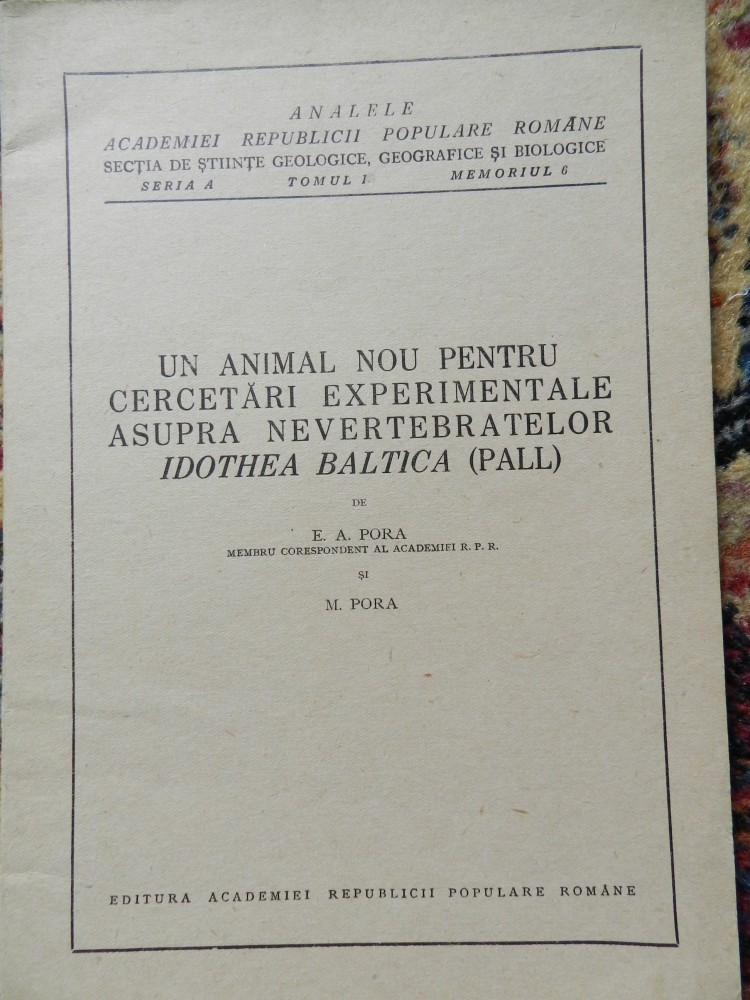 ANALELE
ACADEMIEI REPUBLICII POPULARE ROMÂNE
SECȚIA DE ȘTIINȚE GEOLOGICE, GEOGRAFICE ȘI BIOLOGICE
SERIA A TOMUL I MEMORIUL 6
UN ANIMAL NOU PENTRU
CERCETĂRI EXPERIMENTALE
ASUPRA NEVERTEBRATELOR
IDOTHEA BALTICA (PALL)
DE
E. A. PORA
MEMBRU CORESPONDENT AL ACADEMIEI R. P. R.
ȘI
M. PORA
EDITURA ACADEMIEI REPUBLICII POPULARE ROMÂNE